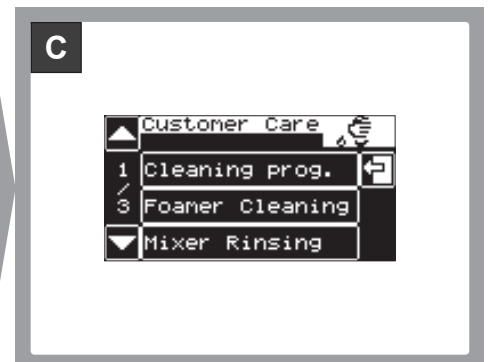 C
Customer Care
1
/
3
Cleaning prog.
Foamer Cleaning
Mixer Rinsing